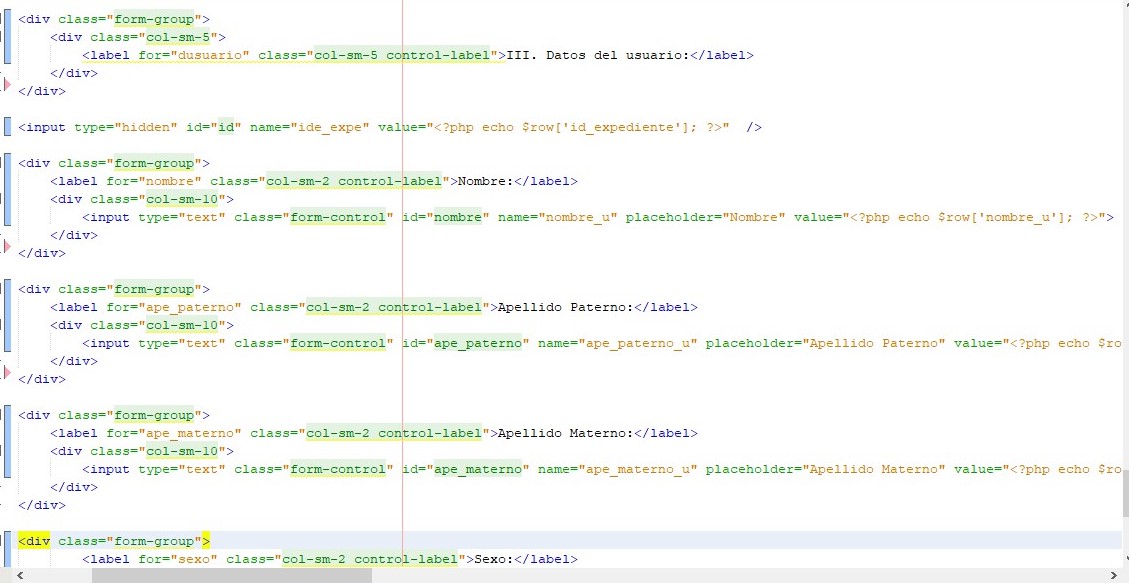 <div class="form-group">
<div class="col-sm-5">
<label for="dusuario" class="col-sm-5 control-label">III. Datos del usuario:</label>
</div>
</div>
<input type="hidden" id="id" name="ide_expe" value="<?php echo $row['id_expediente']; ?>"  />
<div class="form-group">
<label for="nombre" class="col-sm-2 control-label">Nombre:</label>
<div class="col-sm-10">
<input type="text" class="form-control" id="nombre" name="nombre_u" placeholder="Nombre" value="<?php echo $row['nombre_u']; ?>">
</div>
</div>
<div class="form-group">
<label for="ape_paterno" class="col-sm-2 control-label">Apellido Paterno:</label>
<div class="col-sm-10">
<input type="text" class="form-control" id="ape_paterno" name="ape_paterno_u" placeholder="Apellido Paterno" value="<?php echo $ro
</div>
</div>
<div class="form-group">
<label for="ape_materno" class="col-sm-2 control-label">Apellido Materno:</label>
<div class="col-sm-10">
<input type="text" class="form-control" id="ape_materno" name="ape_materno_u" placeholder="Apellido Materno" value="<?php echo $ro
</div>
</div>
<div class="form-group">
<label for="sexo" class="col-sm-2 control-label">Sexo:</label>